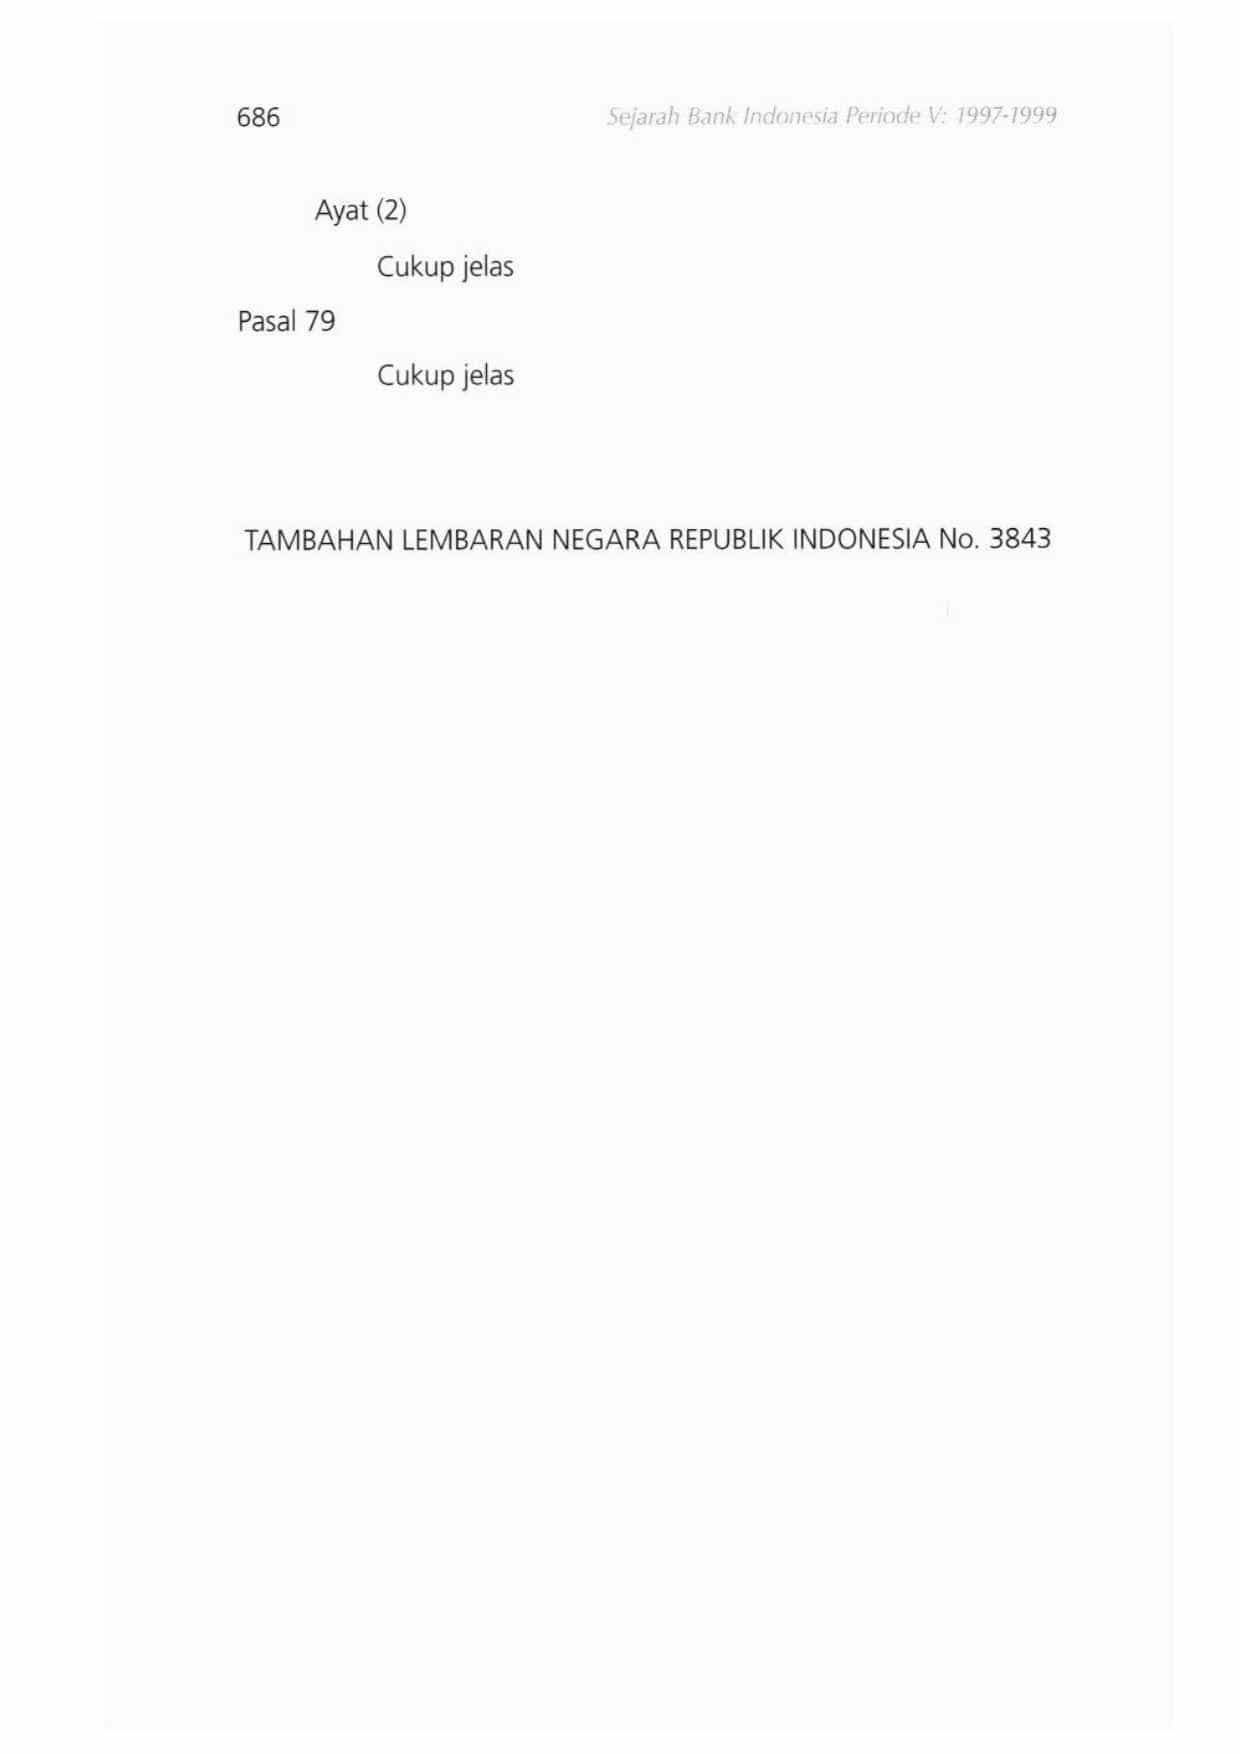 686 Sejarah Bank Indonesia Periode V: 1997-1999
Ayat (2)
Cukup jelas
Pasal 79
Cukup jelas
TAMBAHAN LEMBARAN NEGARA REPUBLIK INDONESIA No. 3843